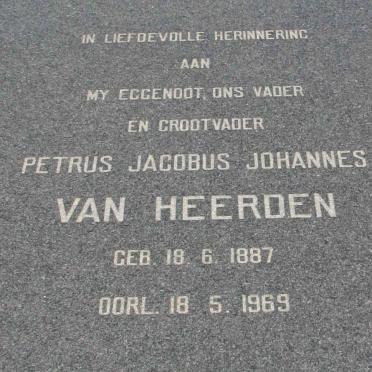 IN LIEFDEVOLLE HERINNERING
AAN
MY EGGENOOT, ONS VADER
EN GROOTVADER
PETRUS JACOBUS JOHANNES
VAN HEERDEN
GEB. 18 6. 1887
OORL. 18 5. 1969